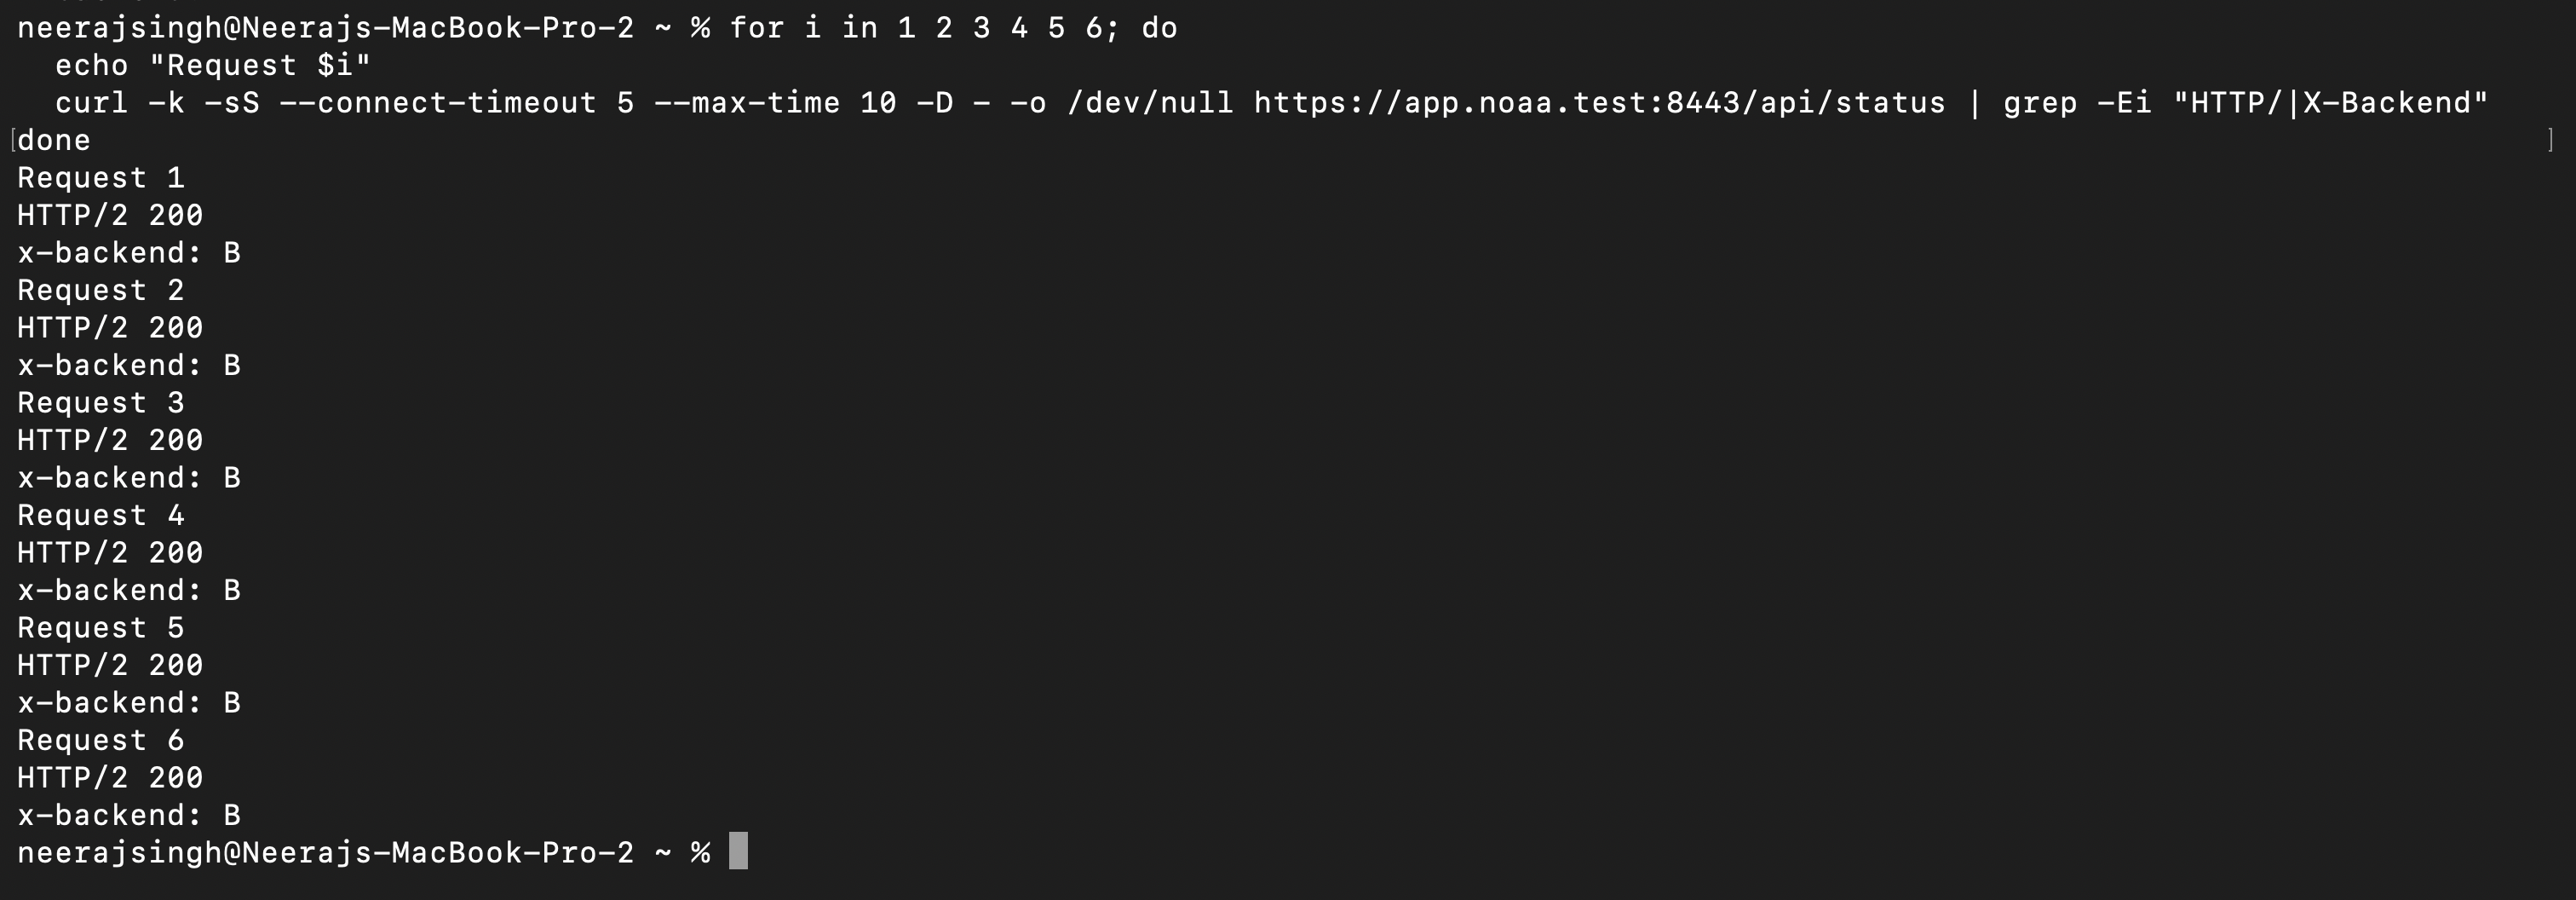 neerajsingh@Neerajs-MacBook-Pro-2 ~ % for i in 1 2 3 4 5 6; do
  echo "Request $i"
  curl -k -sS --connect-timeout 5 --max-time 10 -D - -o /dev/null https://app.noaa.test:8443/api/status | grep -Ei "HTTP/|X-Backend"
[done ]
Request 1
HTTP/2 200
x-backend: B
Request 2
HTTP/2 200
x-backend: B
Request 3
HTTP/2 200
x-backend: B
Request 4
HTTP/2 200
x-backend: B
Request 5
HTTP/2 200
x-backend: B
Request 6
HTTP/2 200
x-backend: B
neerajsingh@Neerajs-MacBook-Pro-2 ~ %